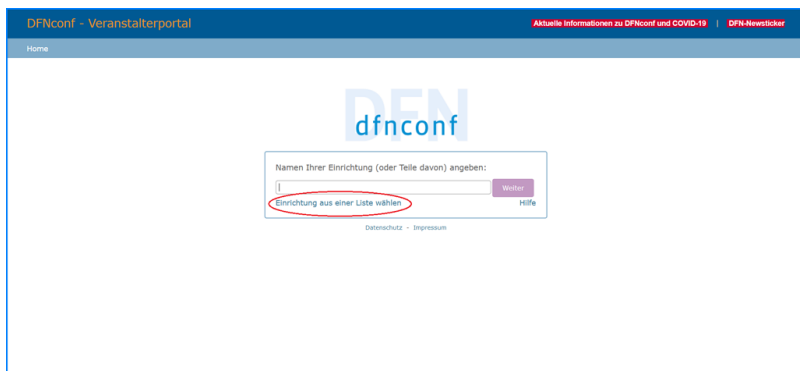 DFNconf - Veranstalterportal
Aktuelle Informationen zu DFNconf und COVID-19 | DFN-Newsticker
Home
DFN
dfnconf
Namen Ihrer Einrichtung (oder Teile davon) angeben:
Weiter
Einrichtung aus einer Liste wählen Hilfe
Datenschutz - Impressum